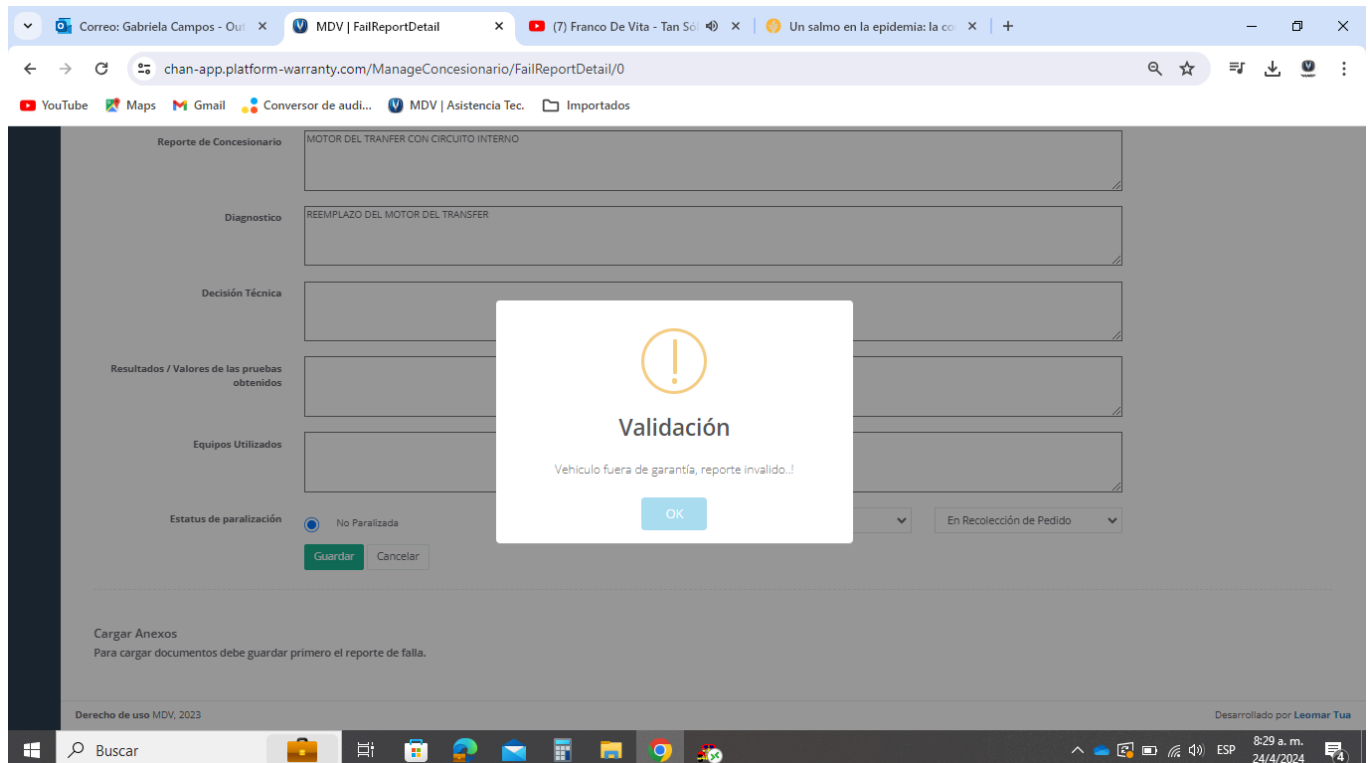 Correo: Gabriela Campos - Out
MDV | FailReportDetail
(7) Franco De Vita - Tan Sól
Un salmo en la epidemia: la co
chan-app.platform-warranty.com/ManageConcesionario/FailReportDetail/0
YouTube
Maps
Gmail
Conversor de audi...
MDV | Asistencia Tec.
Importados
Reporte de Concesionario
MOTOR DEL TRANFER CON CIRCUITO INTERNO
Diagnostico
REEMPLAZO DEL MOTOR DEL TRANSFER
Decisión Técnica
Resultados / Valores de las pruebas
obtenidos
Equipos Utilizados
Validación
Vehiculo fuera de garantía, reporte invalido..!
OK
Estatus de paralización
No Paralizada
En Recolección de Pedido
Guardar
Cancelar
Cargar Anexos
Para cargar documentos debe guardar primero el reporte de falla.
Derecho de uso MDV, 2023
Desarrollado por Leomar Tua
Buscar
ESP
8:29 a. m.
24/4/2024
4